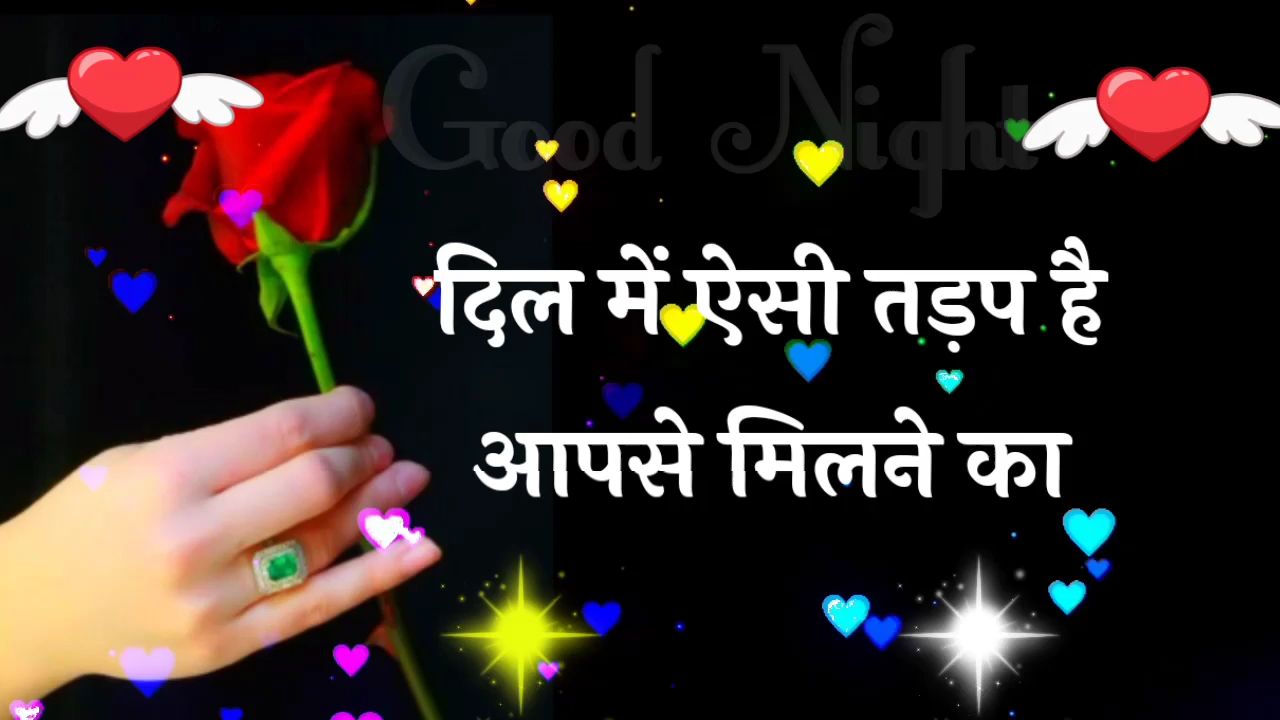 Good Night
दिल में ऐसी तड़प है
आपसे मिलने का